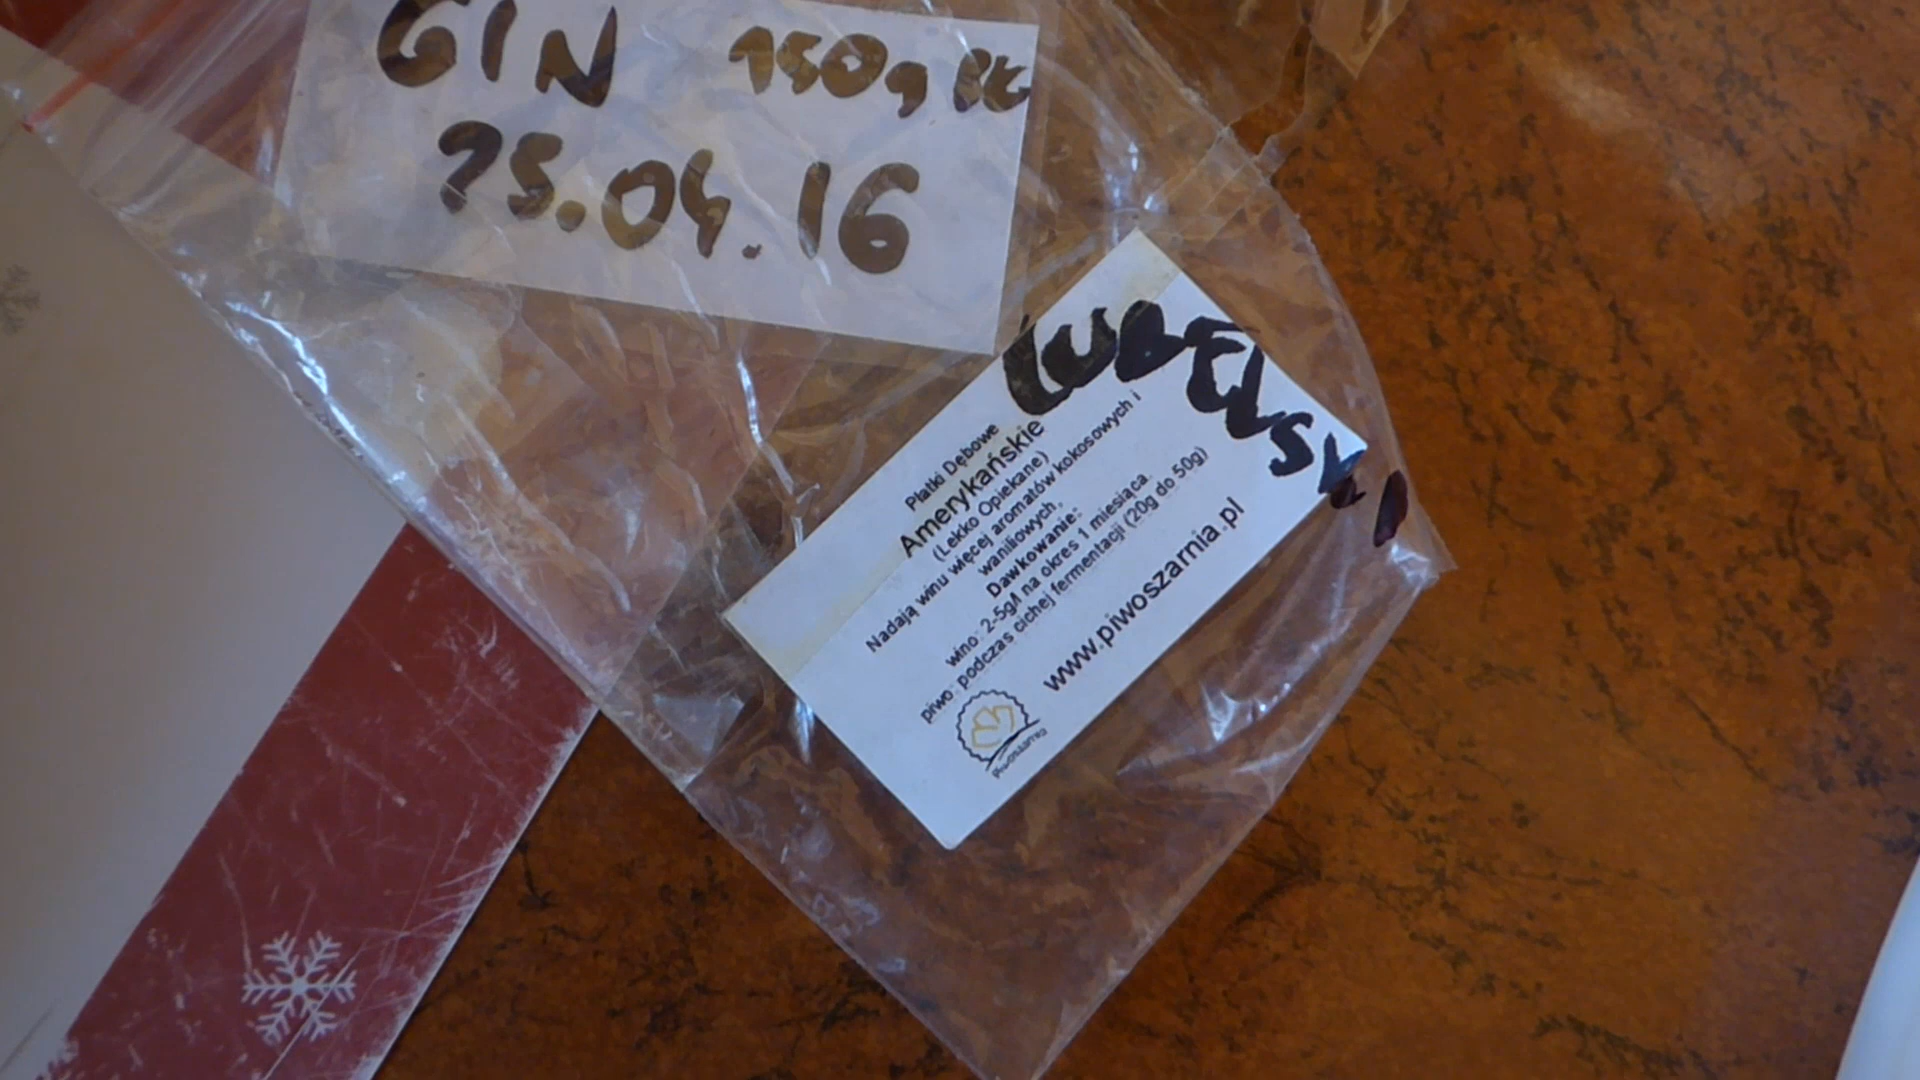 GIN 150g
25.04.16
LUBELSKI
Płatki Dębowe
Amerykańskie
(Lekko Opiekane)
Nadają winu więcej aromatów kokosowych i
waniliowych.
Dawkowanie:
wino: 2-5g/l na okres 1 miesiąca.
piwo: podczas cichej fermentacji (20g do 50g)
www.piwoszarnia.pl
Piwoszarnia